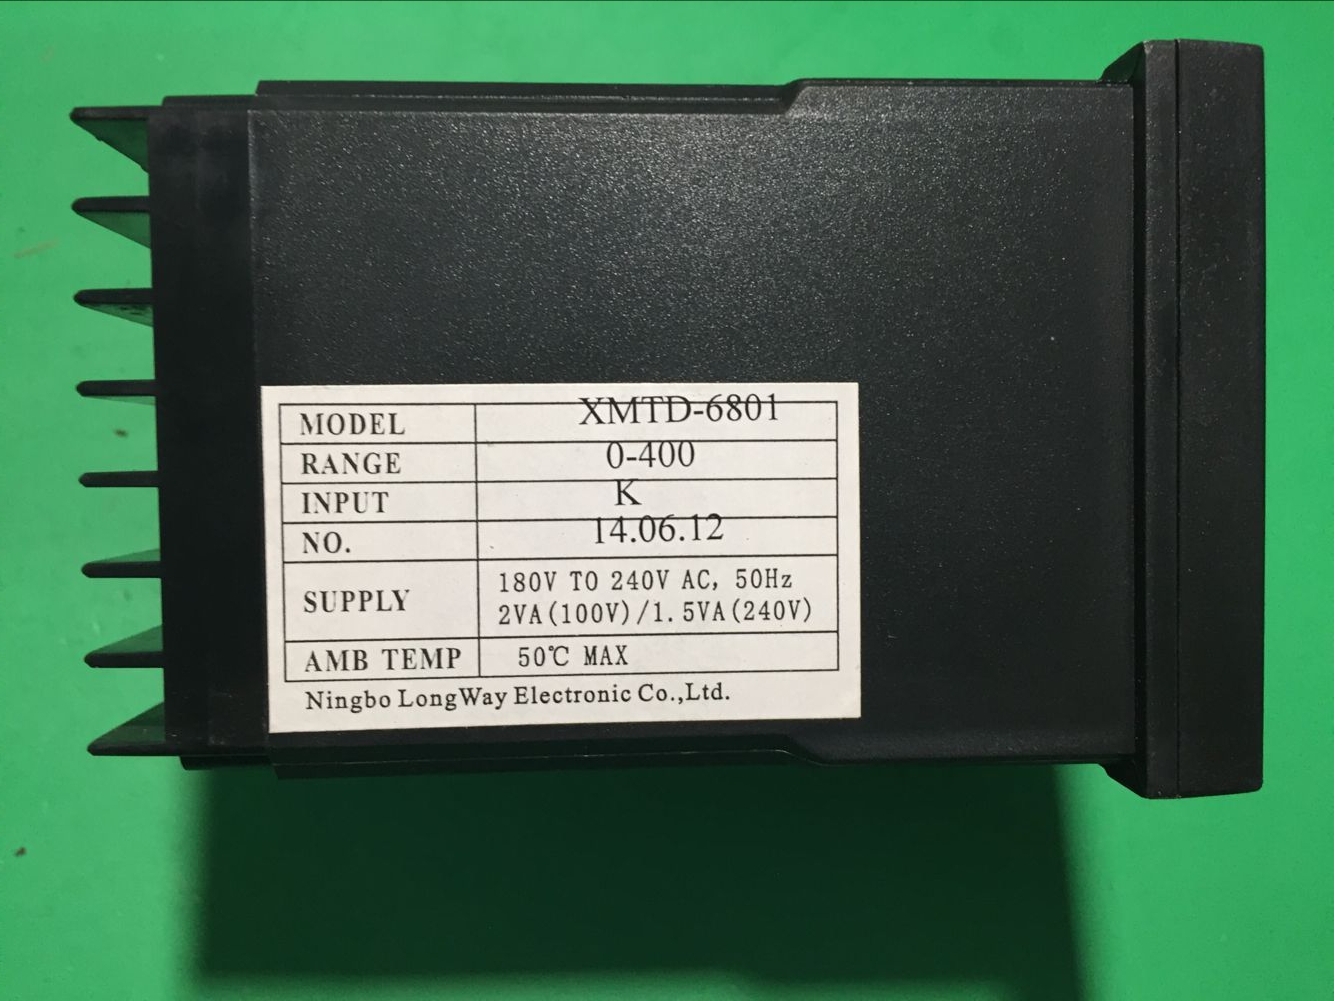 MODEL XMTD-6801
RANGE 0-400
INPUT K
NO. 14.06.12
SUPPLY 180V TO 240V AC, 50Hz
2VA(100V)/1.5VA(240V)
AMB TEMP 50℃ MAX
Ningbo LongWay Electronic Co.,Ltd.